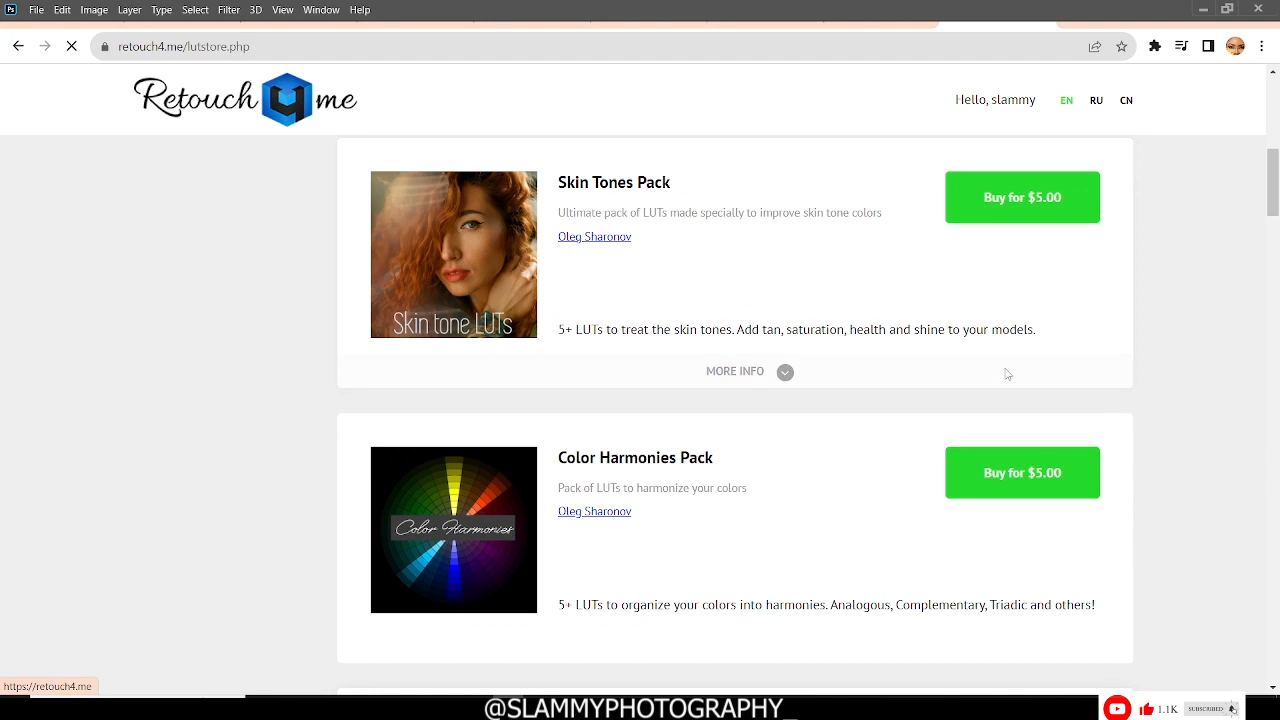 Ps File Edit Image Layer Type Select Filter 3D View Window Help
retouch4.me/lutstore.php
Retouch4me
Hello, slammy EN RU CN
Skin Tones Pack
Buy for $5.00
Ultimate pack of LUTs made specially to improve skin tone colors
Oleg Sharonov
Skin tone LUTs
5+ LUTs to treat the skin tones. Add tan, saturation, health and shine to your models.
MORE INFO
Color Harmonies Pack
Buy for $5.00
Pack of LUTs to harmonize your colors
Oleg Sharonov
Color Harmonies
5+ LUTs to organize your colors into harmonies. Analogous, Complementary, Triadic and others!
https://retouch4.me
@SLAMMYPHOTOGRAPHY_
1.1K SUBSCRIBED